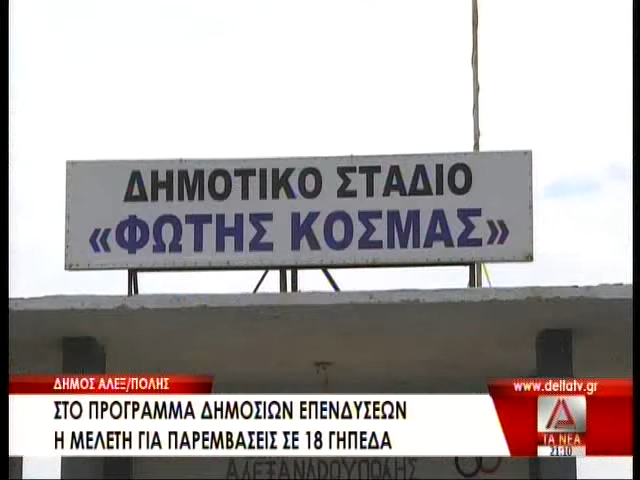 ΔΗΜΟΤΙΚΟ ΣΤΑΔΙΟ
«ΦΩΤΗΣ ΚΟΣΜΑΣ»
ΔΗΜΟΣ ΑΛΕΞ/ΠΟΛΗΣ
www.deltatv.gr
ΣΤΟ ΠΡΟΓΡΑΜΜΑ ΔΗΜΟΣΙΩΝ ΕΠΕΝΔΥΣΕΩΝ
Η ΜΕΛΕΤΗ ΓΙΑ ΠΑΡΕΜΒΑΣΕΙΣ ΣΕ 18 ΓΗΠΕΔΑ
ΤΑ ΝΕΑ
21:10
ΑΛΕΞΑΝΔΡΟΥΠΟΛΗΣ